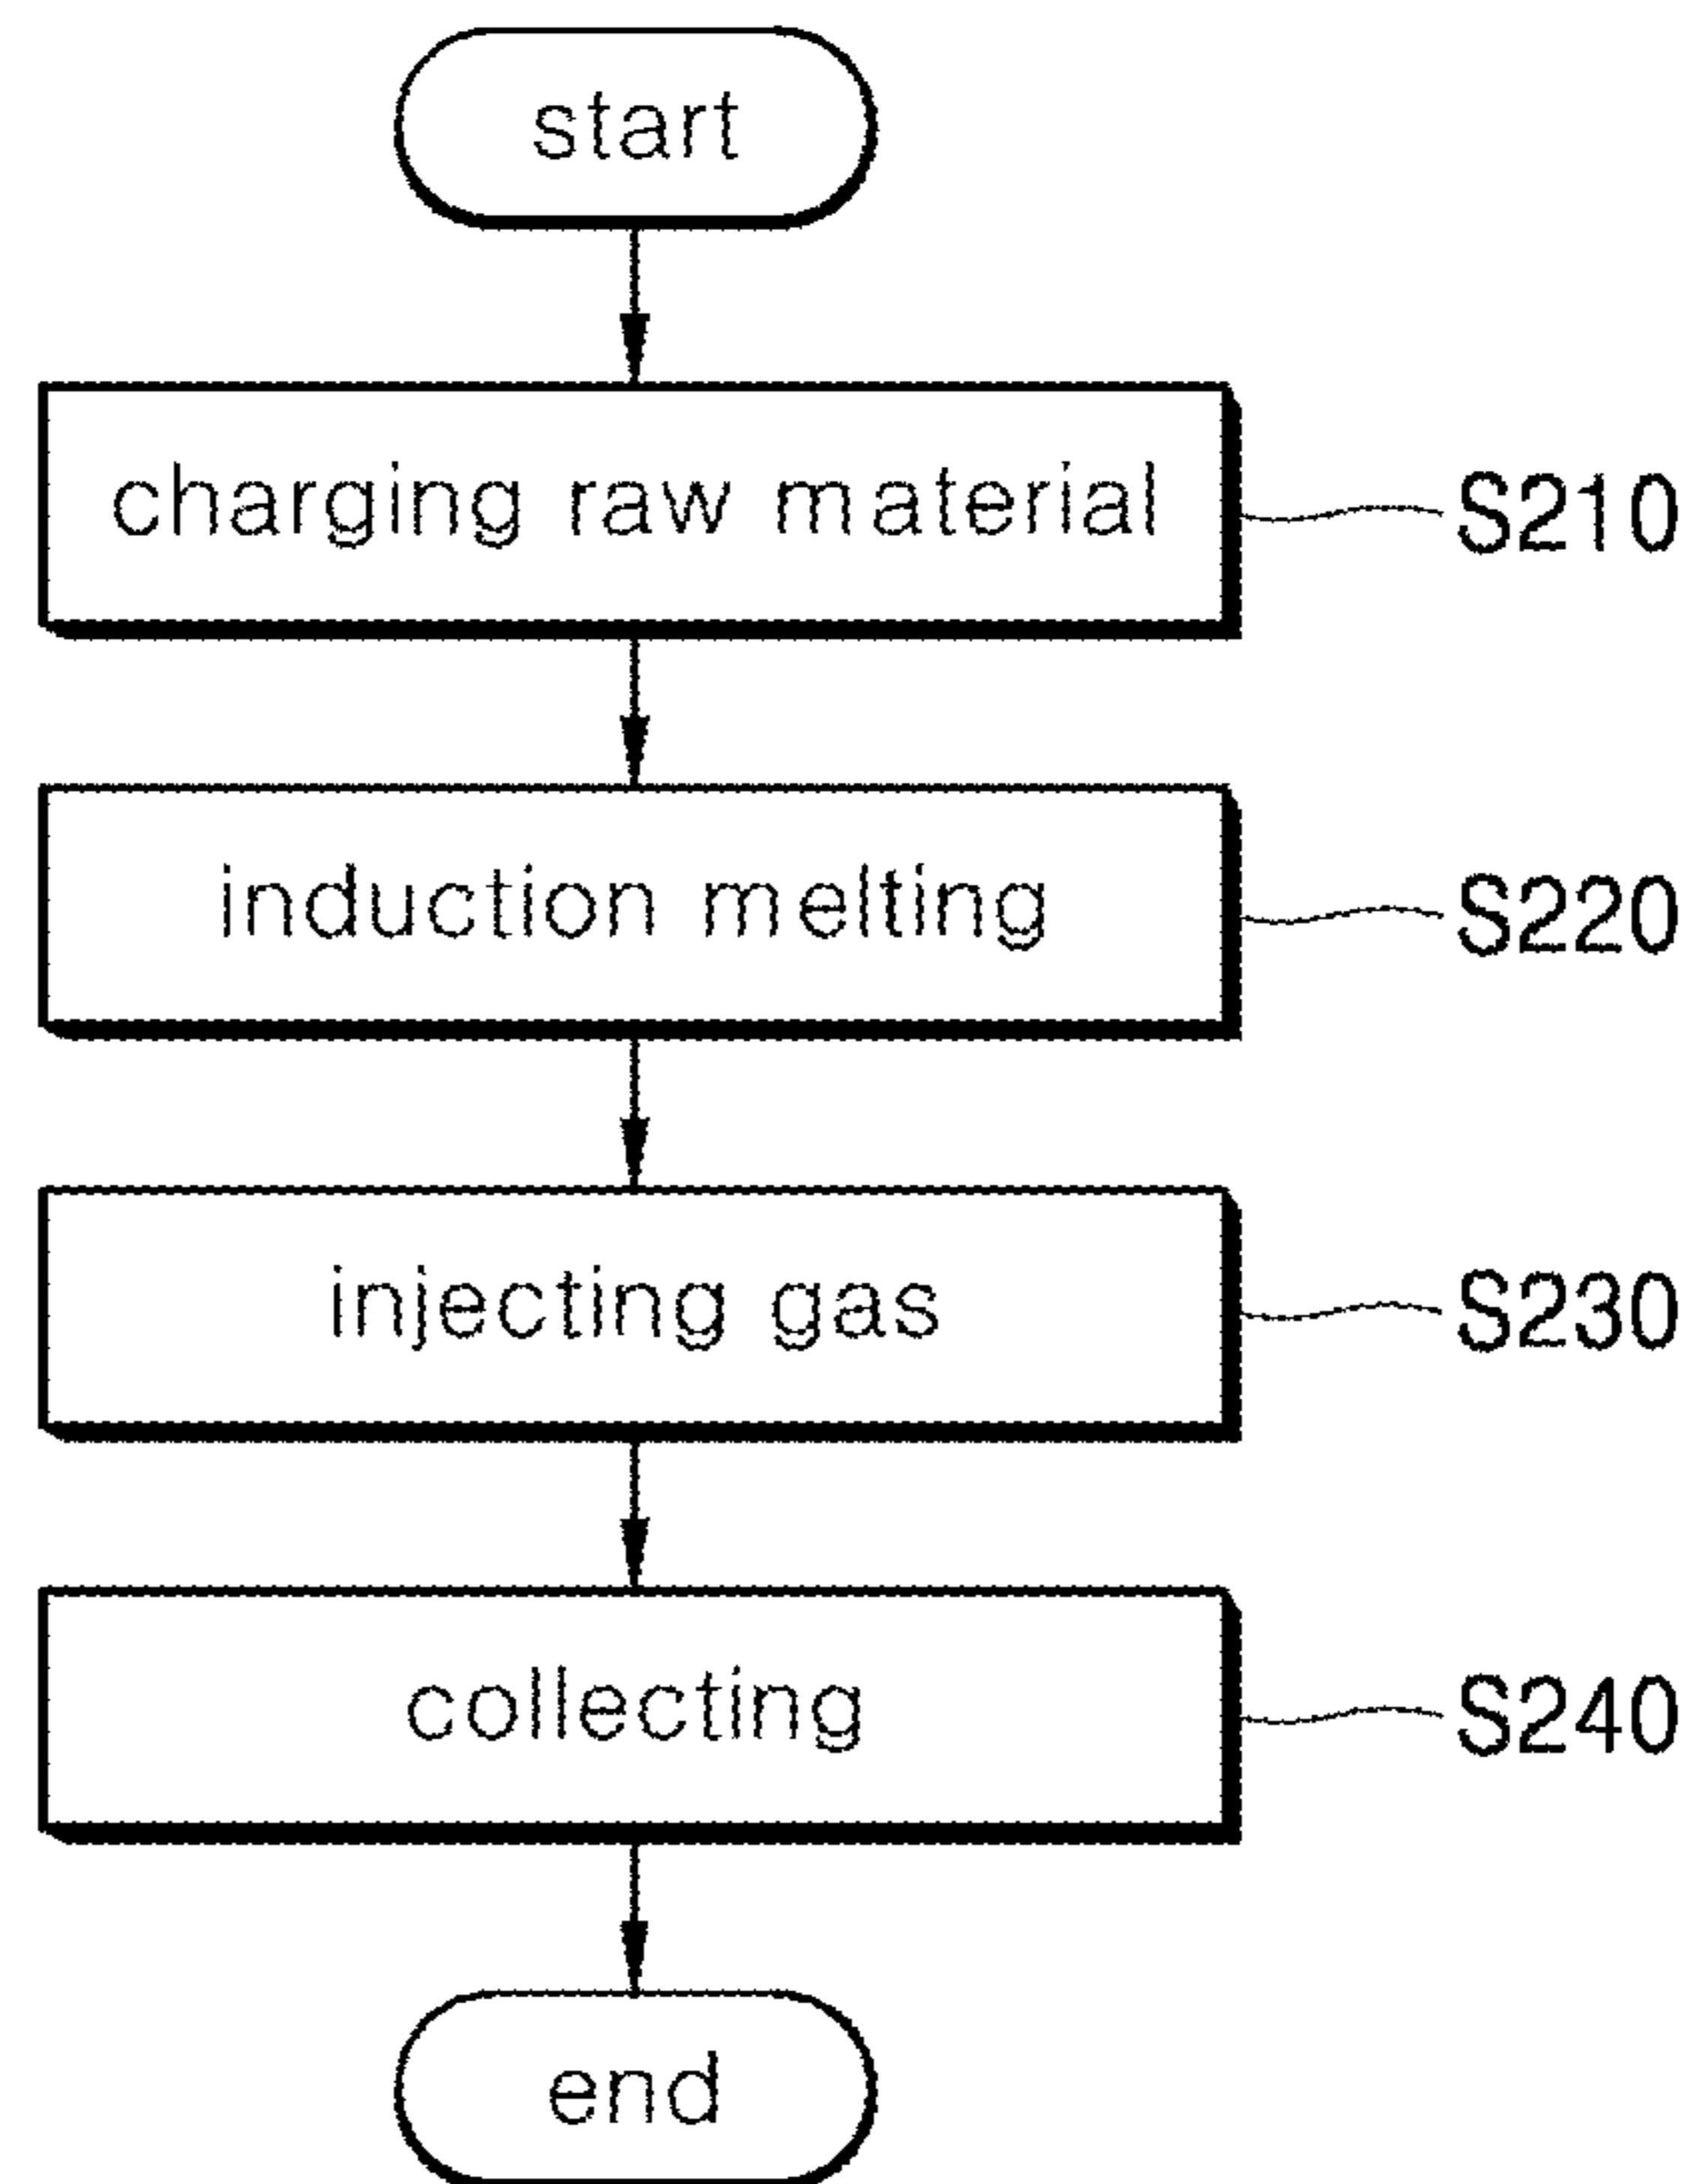 start
charging raw material S210
induction melting S220
injecting gas S230
collecting S240
end